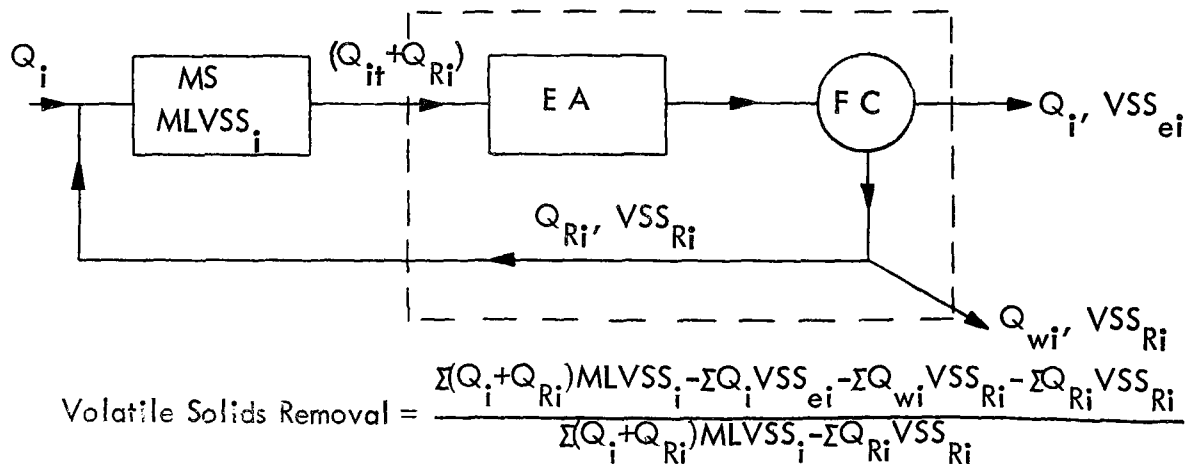 Q_i
MS
MLVSS_i
(Q_it+Q_Ri)
E A
F C
Q_i, VSS_ei
Q_Ri, VSS_Ri
Q_wi, VSS_Ri
Volatile Solids Removal = Σ(Q_i+Q_Ri)MLVSS_i-ΣQ_iVSS_ei-ΣQ_wiVSS_Ri-ΣQ_RiVSS_Ri
Σ(Q_i+Q_Ri)MLVSS_i-ΣQ_RiVSS_Ri